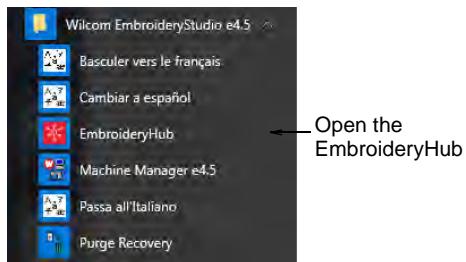 Wilcom EmbroideryStudio e4.5
Basculer vers le français
Cambiar a español
EmbroideryHub
Open the
EmbroideryHub
Machine Manager e4.5
Passa all'Italiano
Purge Recovery